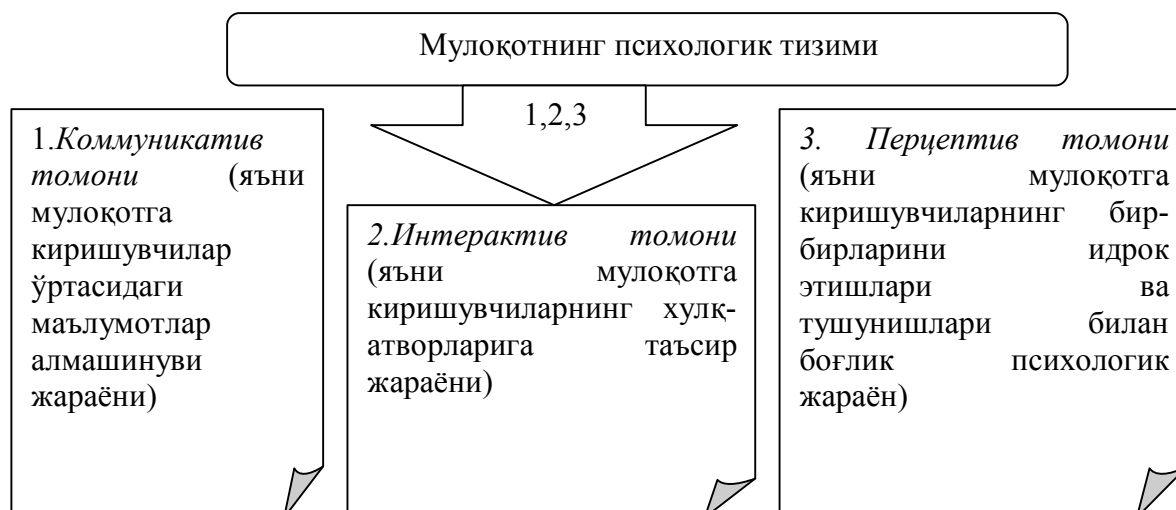 Мулоқотнинг психологик тизими
1,2,3
1.Коммуникатив
томони (яъни
мулоқотга
киришувчилар
ўртасидаги
маълумотлар
алмашинуви
жараёни)
2.Интерактив томони
(яъни мулоқотга
киришувчиларнинг хулқ-
атворларига таъсир
жараёни)
3. Перцептив томони
(яъни мулоқотга
киришувчиларнинг бир-
бирларини идрок
этишлари ва
тушунишлари билан
боғлик психологик
жараён)